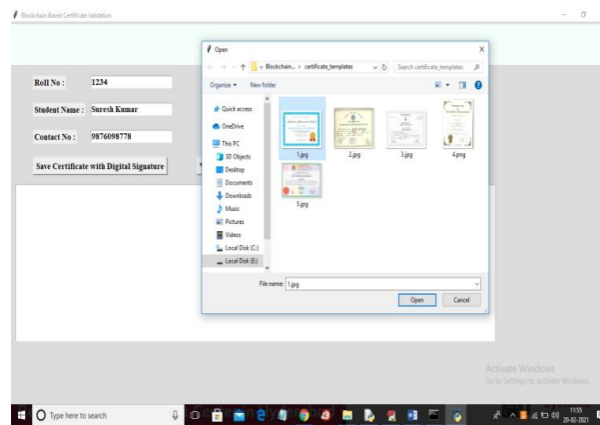 Blockchain Based Certificate Validation
Open
« Blockchain... › certificate_templates
Search certificate_templates
Organize
New folder
Roll No :
1234
Student Name :
Suresh Kumar
Contact No :
9876098778
Save Certificate with Digital Signature
Quick access
OneDrive
This PC
3D Objects
Desktop
Documents
Downloads
Music
Pictures
Videos
Local Disk (C:)
Local Disk (E:)
1.jpg
2.jpg
3.jpg
4.png
5.jpg
File name:
1.jpg
Open
Cancel
Activate Windows
Go to Settings to activate Windows.
Type here to search
11:55
20-02-2021